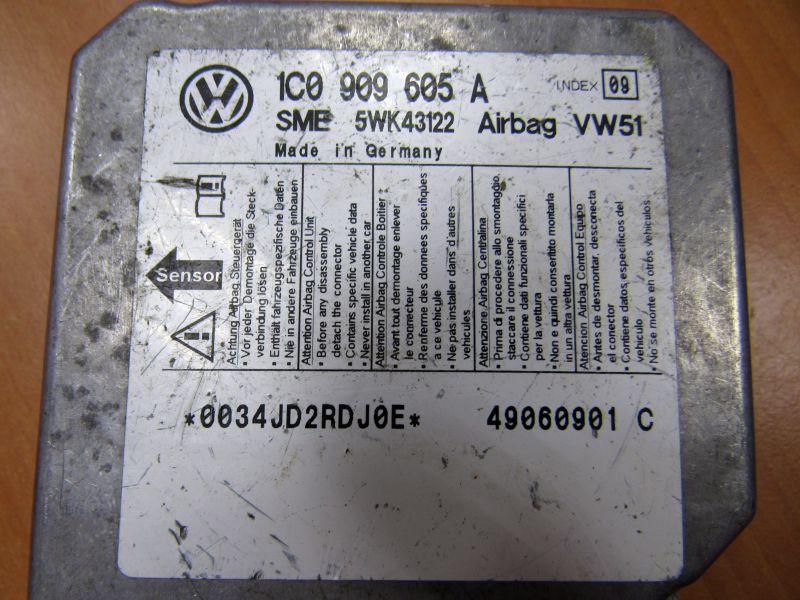 1C0 909 605 A
INDEX 09
SME 5WK43122 Airbag VW51
Made in Germany
Sensor
Achtung Airbag Steuergerät
• Vor jeder Demontage die Steck-
verbindung lösen
• Enthält fahrzeugspezifische Daten
• Nie in andere Fahrzeuge einbauen
Attention Airbag Control Unit
• Before any disassembly
detach the connector
• Contains specific vehicle data
• Never install in another car
Attention Airbag Controle Boitier
• Avant tout demontage enlever
le connecteur
• Renferme des donnees specifiques
a ce vehicule
• Ne pas installer dans d'autres
vehicules
Attenzione Airbag Centralina
• Prima di procedere allo smontaggio,
staccare il connessione
• Contiene dati funzionali specifici
per la vettura
• Non e quindi consentito montarla
in un altra vettura
Atencion Airbag Control Equipo
• Antes de desmontar, desconecta
el conector
• Contiene datos especificos del
vehiculo
• No se monte en otros vehiculos
*0034JD2RDJ0E* 49060901 C